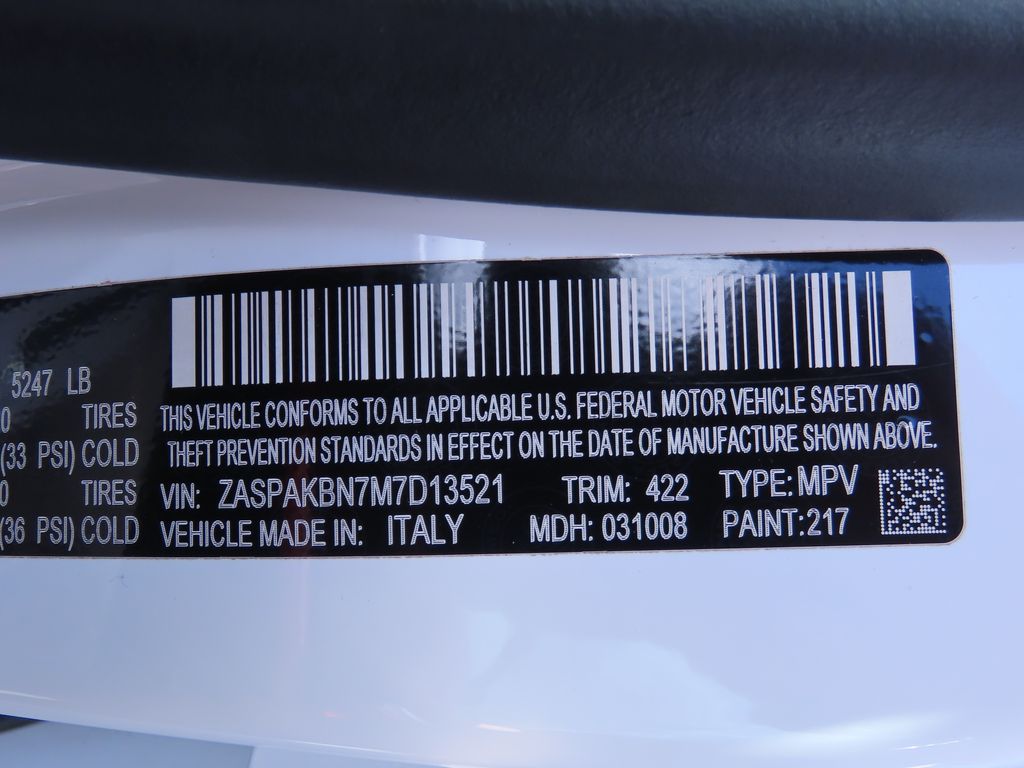 5247 LB
0 TIRES
(33 PSI) COLD
0 TIRES
(36 PSI) COLD
THIS VEHICLE CONFORMS TO ALL APPLICABLE U.S. FEDERAL MOTOR VEHICLE SAFETY AND
THEFT PREVENTION STANDARDS IN EFFECT ON THE DATE OF MANUFACTURE SHOWN ABOVE.
VIN: ZASPAKBN7M7D13521 TRIM: 422 TYPE: MPV
VEHICLE MADE IN: ITALY MDH: 031008 PAINT:217